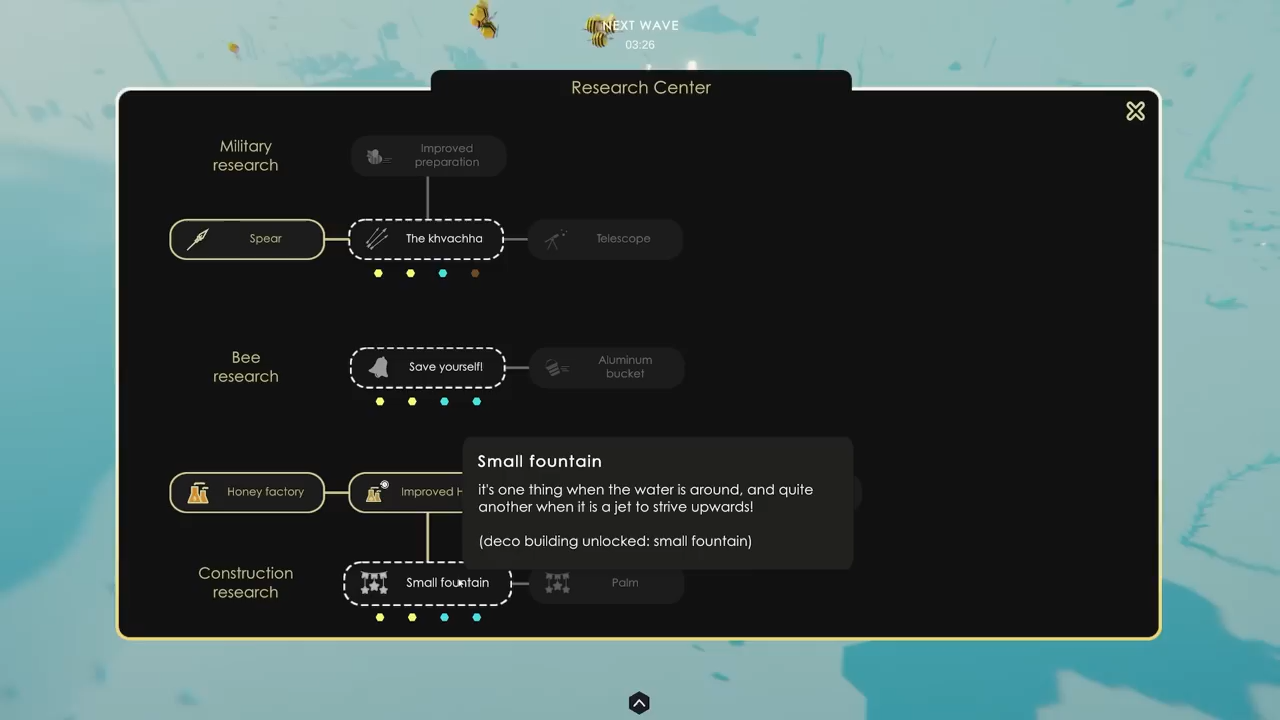 NEXT WAVE
03:26
Research Center
Military
research
Improved
preparation
Spear
The khvachha
Telescope
Bee
research
Save yourself!
Aluminum
bucket
Small fountain
it's one thing when the water is around, and quite
another when it is a jet to strive upwards!
(deco building unlocked: small fountain)
Honey factory
Improved H
Construction
research
Small fountain
Palm